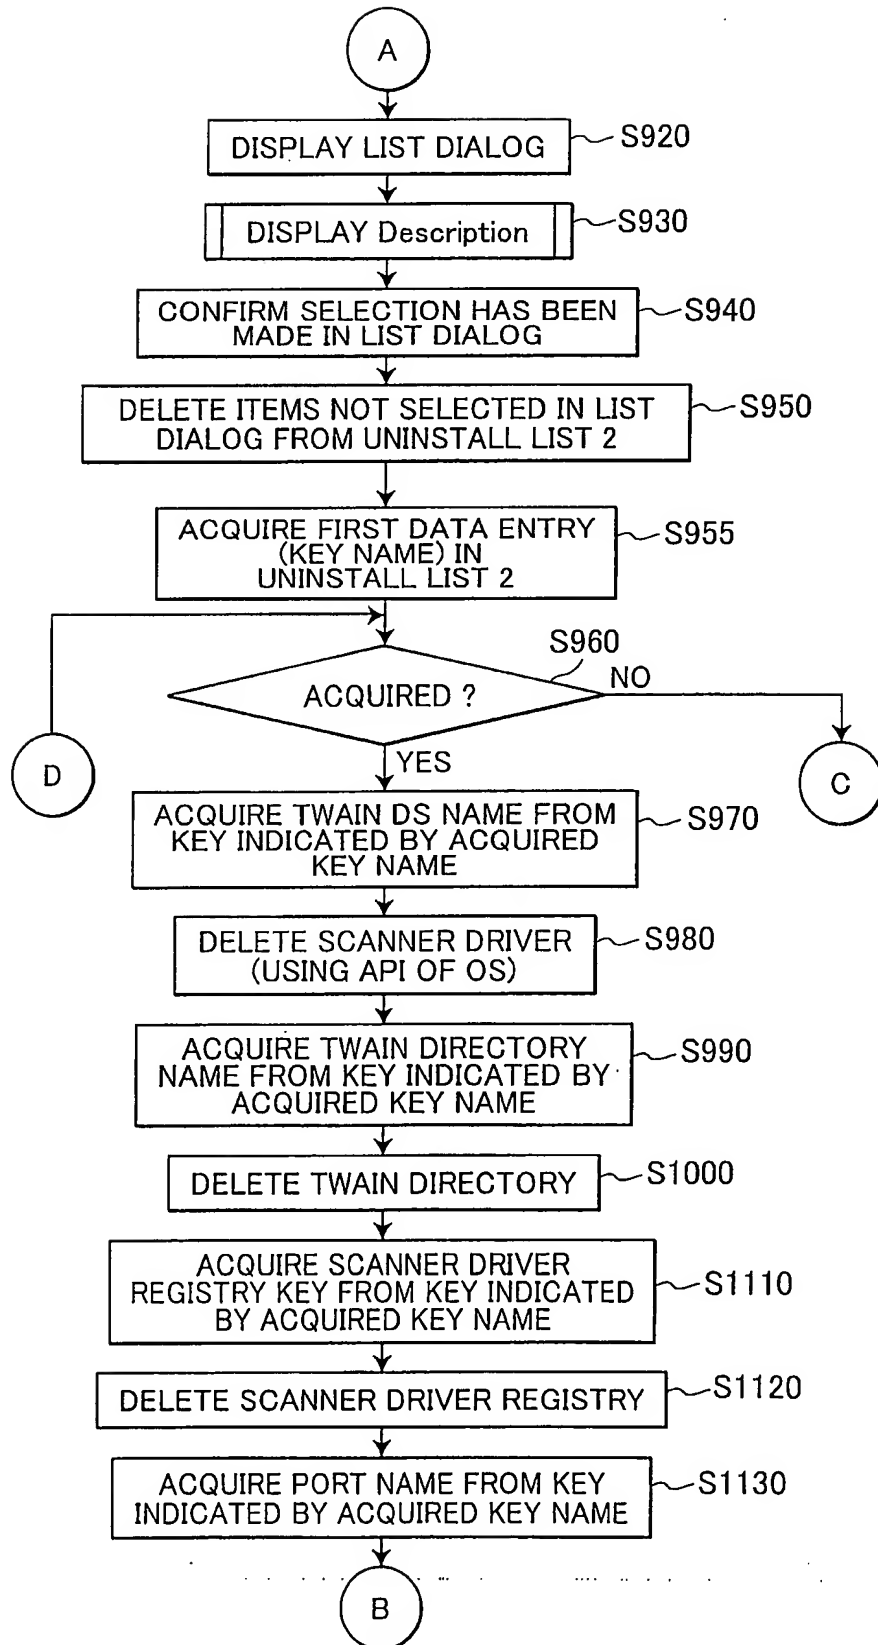 A
DISPLAY LIST DIALOG
S920
DISPLAY Description
S930
CONFIRM SELECTION HAS BEEN
MADE IN LIST DIALOG
S940
DELETE ITEMS NOT SELECTED IN LIST
DIALOG FROM UNINSTALL LIST 2
S950
ACQUIRE FIRST DATA ENTRY
(KEY NAME) IN
UNINSTALL LIST 2
S955
S960
ACQUIRED ?
NO
YES
D
C
ACQUIRE TWAIN DS NAME FROM
KEY INDICATED BY ACQUIRED
KEY NAME
S970
DELETE SCANNER DRIVER
(USING API OF OS)
S980
ACQUIRE TWAIN DIRECTORY
NAME FROM KEY INDICATED BY
ACQUIRED KEY NAME
S990
DELETE TWAIN DIRECTORY
S1000
ACQUIRE SCANNER DRIVER
REGISTRY KEY FROM KEY INDICATED
BY ACQUIRED KEY NAME
S1110
DELETE SCANNER DRIVER REGISTRY
S1120
ACQUIRE PORT NAME FROM KEY
INDICATED BY ACQUIRED KEY NAME
S1130
B